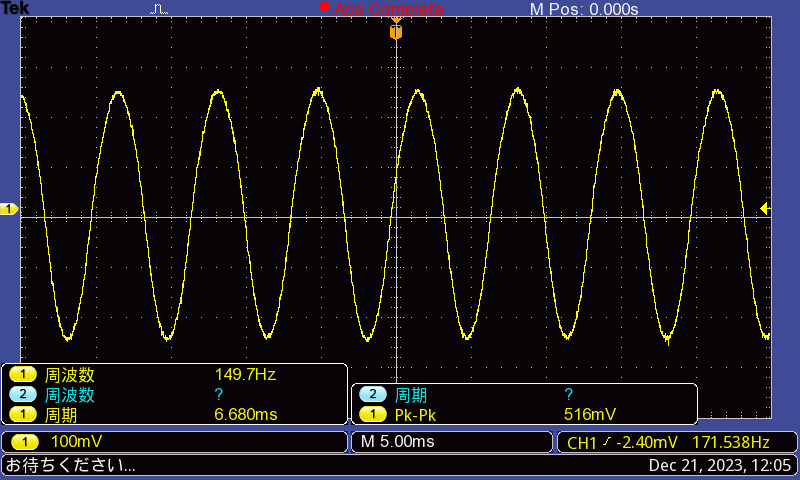 Tek Acq Complete M Pos: 0.000s
T
1
1 周波数 149.7Hz
2 周波数 ?
1 周期 6.680ms
2 周期 ?
1 Pk-Pk 516mV
1 100mV M 5.00ms CH1 -2.40mV 171.538Hz
お待ちください... Dec 21, 2023, 12:05